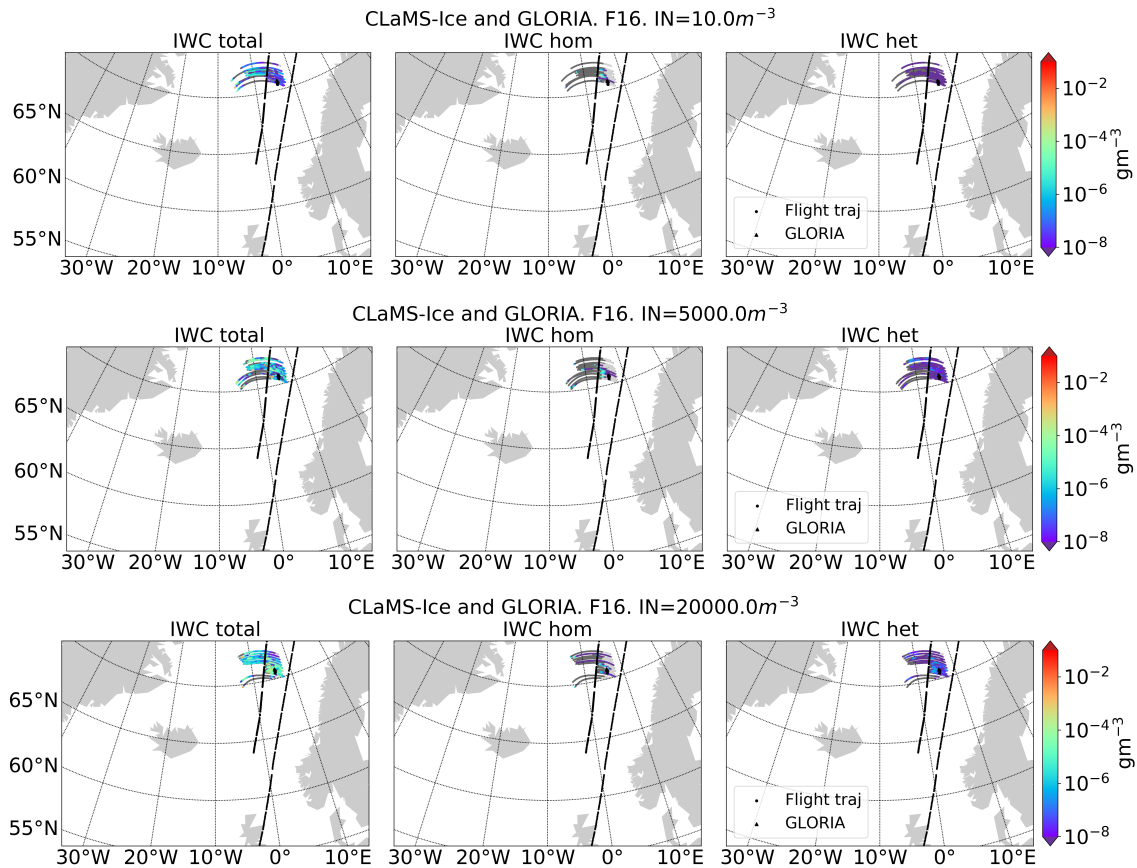 CLaMS-Ice and GLORIA. F16. IN=10.0m⁻³
IWC total IWC hom IWC het
65°N
60°N
55°N
30°W 20°W 10°W 0° 10°E 30°W 20°W 10°W 0° 10°E 30°W 20°W 10°W 0° 10°E
Flight traj
GLORIA
10⁻²
10⁻⁴
10⁻⁶
10⁻⁸
gm⁻³
CLaMS-Ice and GLORIA. F16. IN=5000.0m⁻³
IWC total IWC hom IWC het
65°N
60°N
55°N
30°W 20°W 10°W 0° 10°E 30°W 20°W 10°W 0° 10°E 30°W 20°W 10°W 0° 10°E
Flight traj
GLORIA
10⁻²
10⁻⁴
10⁻⁶
10⁻⁸
gm⁻³
CLaMS-Ice and GLORIA. F16. IN=20000.0m⁻³
IWC total IWC hom IWC het
65°N
60°N
55°N
30°W 20°W 10°W 0° 10°E 30°W 20°W 10°W 0° 10°E 30°W 20°W 10°W 0° 10°E
Flight traj
GLORIA
10⁻²
10⁻⁴
10⁻⁶
10⁻⁸
gm⁻³